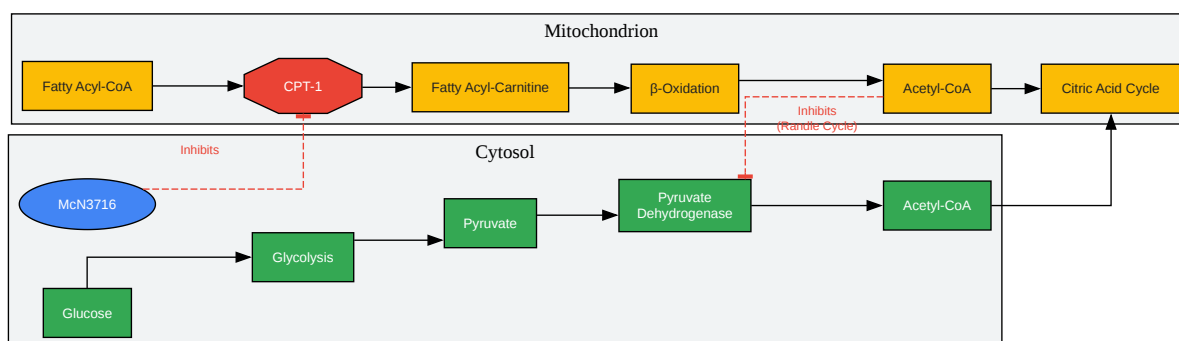 Mitochondrion
Fatty Acyl-CoA
CPT-1
Fatty Acyl-Carnitine
β-Oxidation
Acetyl-CoA
Citric Acid Cycle
Inhibits
(Randle Cycle)
Inhibits
Cytosol
McN3716
Pyruvate
Dehydrogenase
Acetyl-CoA
Pyruvate
Glycolysis
Glucose